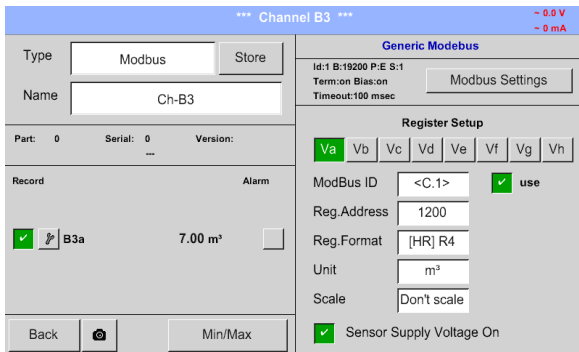 *** Channel B3 ***
~ 0.0 V
~ 0 mA
Type
Modbus
Store
Name
Ch-B3
Part: 0 Serial: 0 Version:
---
Record Alarm
B3a 7.00 m³
Back
Min/Max
Generic Modebus
Id:1 B:19200 P:E S:1
Term:on Bias:on
Timeout:100 msec
Modbus Settings
Register Setup
Va Vb Vc Vd Ve Vf Vg Vh
ModBus ID <C.1> use
Reg.Address 1200
Reg.Format [HR] R4
Unit m³
Scale Don't scale
Sensor Supply Voltage On